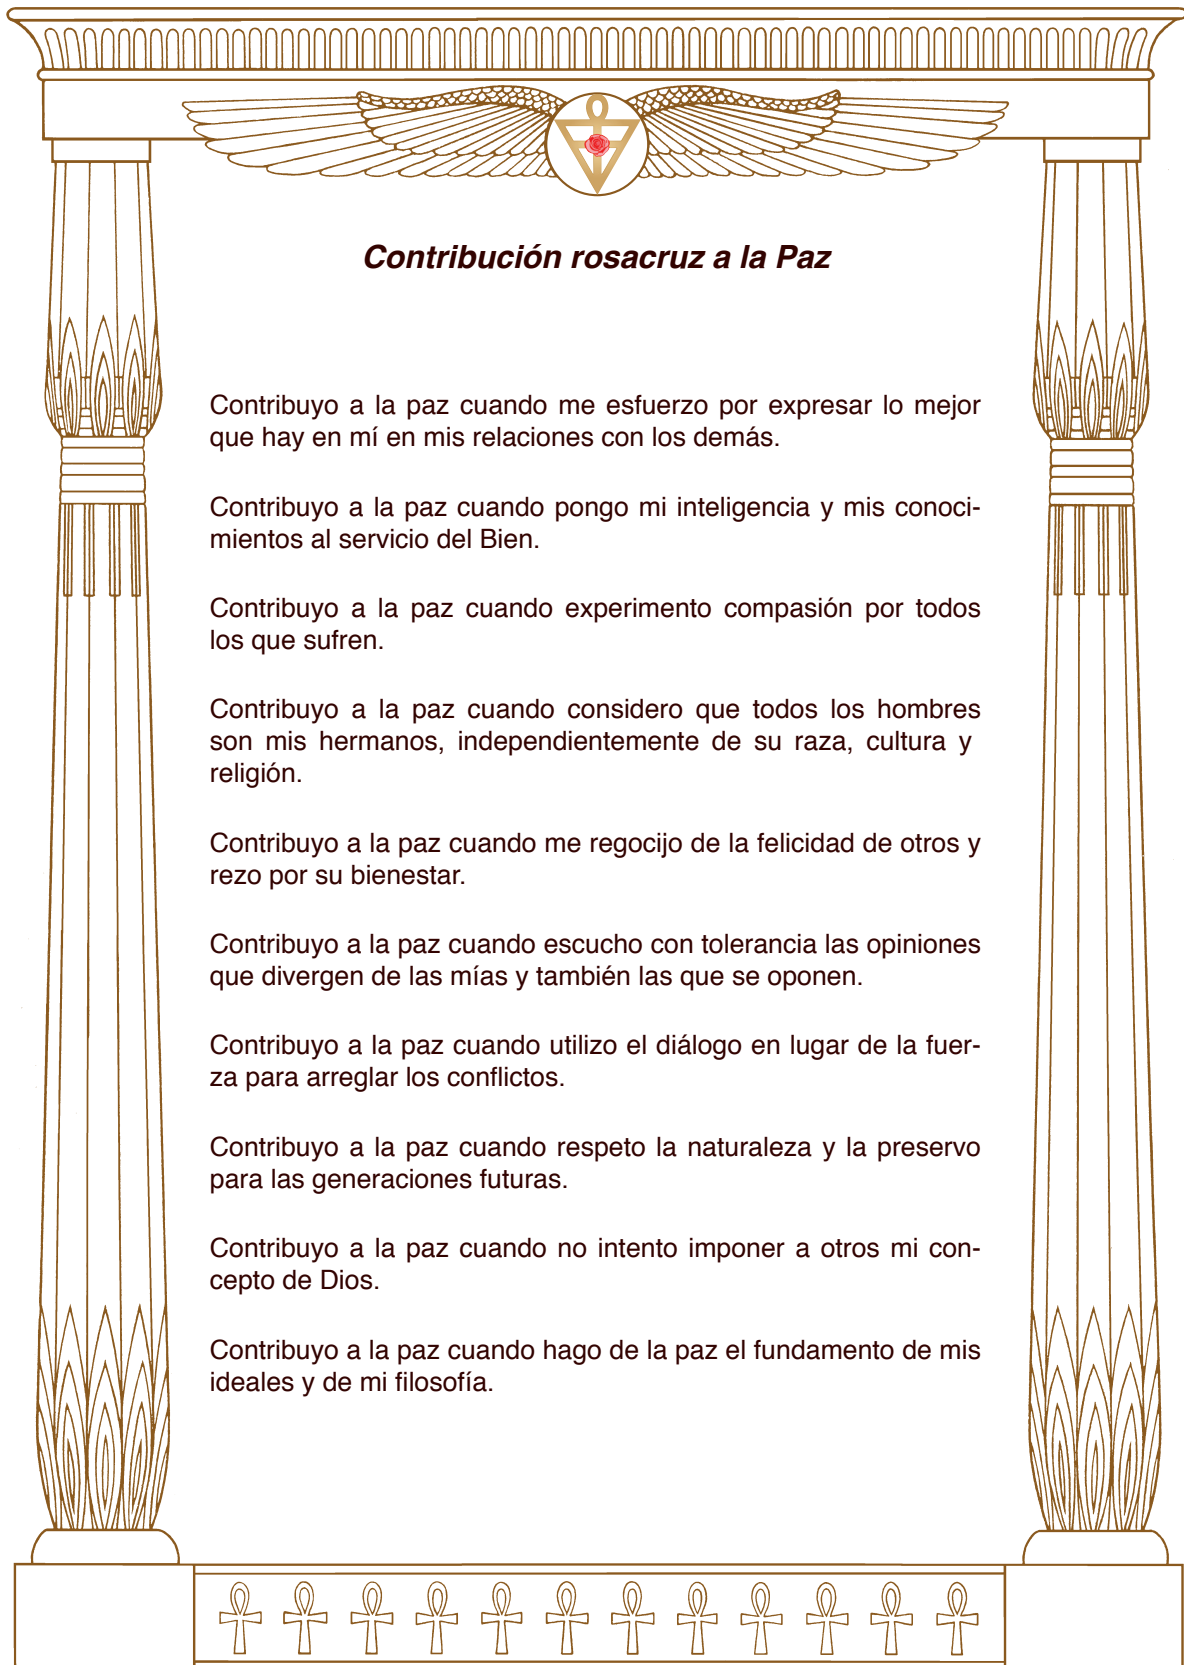 Contribución rosacruz a la Paz
Contribuyo a la paz cuando me esfuerzo por expresar lo mejor
que hay en mí en mis relaciones con los demás.
Contribuyo a la paz cuando pongo mi inteligencia y mis conoci-
mientos al servicio del Bien.
Contribuyo a la paz cuando experimento compasión por todos
los que sufren.
Contribuyo a la paz cuando considero que todos los hombres
son mis hermanos, independientemente de su raza, cultura y
religión.
Contribuyo a la paz cuando me regocijo de la felicidad de otros y
rezo por su bienestar.
Contribuyo a la paz cuando escucho con tolerancia las opiniones
que divergen de las mías y también las que se oponen.
Contribuyo a la paz cuando utilizo el diálogo en lugar de la fuer-
za para arreglar los conflictos.
Contribuyo a la paz cuando respeto la naturaleza y la preservo
para las generaciones futuras.
Contribuyo a la paz cuando no intento imponer a otros mi con-
cepto de Dios.
Contribuyo a la paz cuando hago de la paz el fundamento de mis
ideales y de mi filosofía.